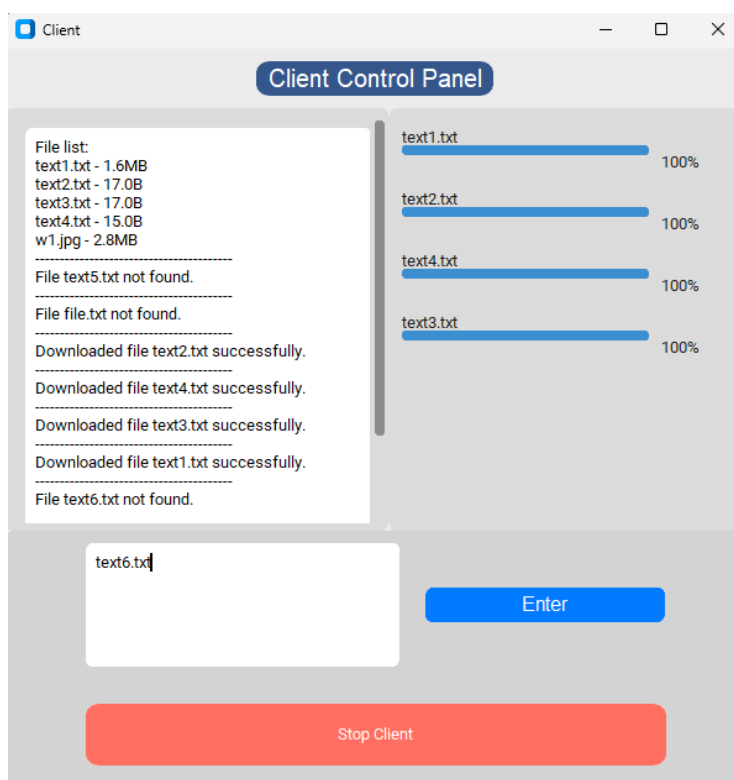 Client
Client Control Panel
File list:
text1.txt - 1.6MB
text2.txt - 17.0B
text3.txt - 17.0B
text4.txt - 15.0B
w1.jpg - 2.8MB
----------------------------------------
File text5.txt not found.
----------------------------------------
File file.txt not found.
----------------------------------------
Downloaded file text2.txt successfully.
----------------------------------------
Downloaded file text4.txt successfully.
----------------------------------------
Downloaded file text3.txt successfully.
----------------------------------------
Downloaded file text1.txt successfully.
----------------------------------------
File text6.txt not found.
text1.txt
100%
text2.txt
100%
text4.txt
100%
text3.txt
100%
text6.txt
Enter
Stop Client